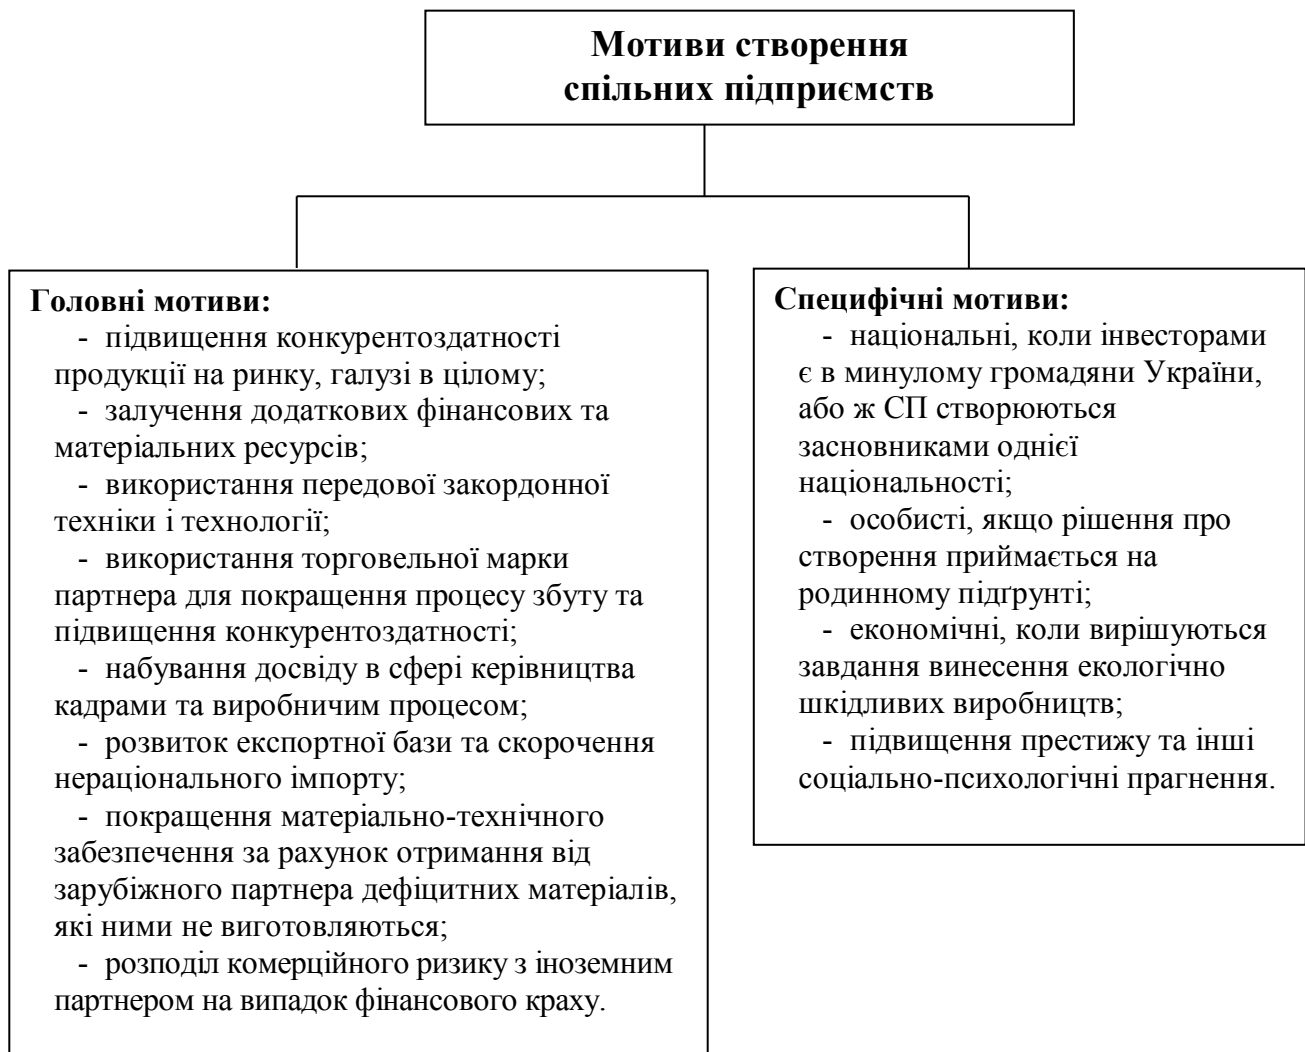 Мотиви створення
спільних підприємств
Головні мотиви:
- підвищення конкурентоздатності
продукції на ринку, галузі в цілому;
- залучення додаткових фінансових та
матеріальних ресурсів;
- використання передової закордонної
техніки і технології;
- використання торговельної марки
партнера для покращення процесу збуту та
підвищення конкурентоздатності;
- набування досвіду в сфері керівництва
кадрами та виробничим процесом;
- розвиток експортної бази та скорочення
нераціонального імпорту;
- покращення матеріально-технічного
забезпечення за рахунок отримання від
зарубіжного партнера дефіцитних матеріалів,
які ними не виготовляються;
- розподіл комерційного ризику з іноземним
партнером на випадок фінансового краху.
Специфічні мотиви:
- національні, коли інвесторами
є в минулому громадяни України,
або ж СП створюються
засновниками однієї
національності;
- особисті, якщо рішення про
створення приймається на
родинному підґрунті;
- економічні, коли вирішуються
завдання винесення екологічно
шкідливих виробництв;
- підвищення престижу та інші
соціально-психологічні прагнення.